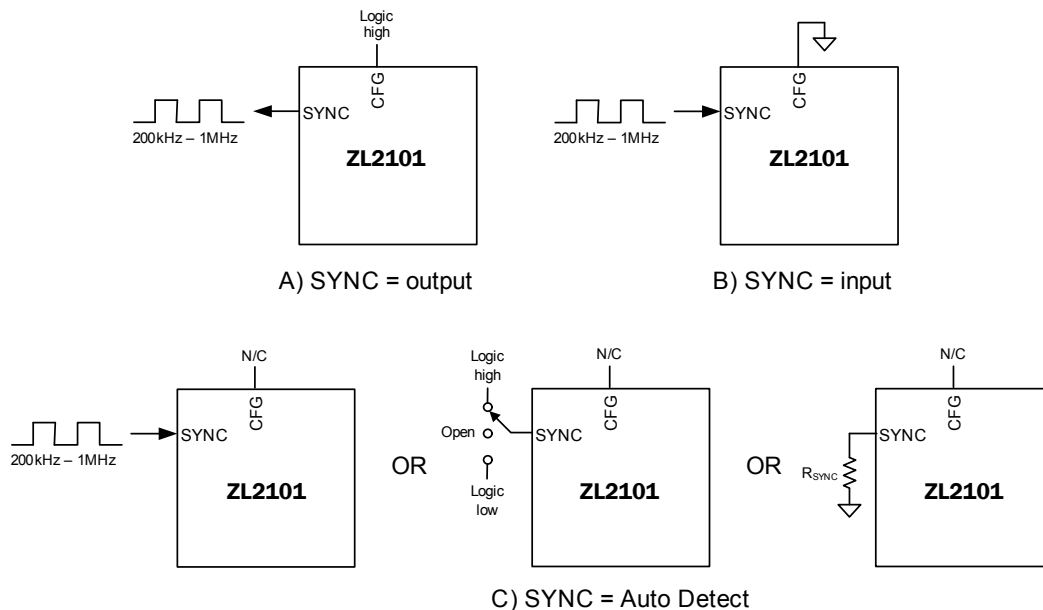 Logic
high
CFG
SYNC
200kHz – 1MHz
ZL2101
A) SYNC = output
CFG
SYNC
200kHz – 1MHz
ZL2101
B) SYNC = input
N/C
CFG
SYNC
200kHz – 1MHz
ZL2101
OR
Logic
high
Open
Logic
low
N/C
CFG
SYNC
ZL2101
OR
N/C
CFG
SYNC
RSYNC
ZL2101
C) SYNC = Auto Detect